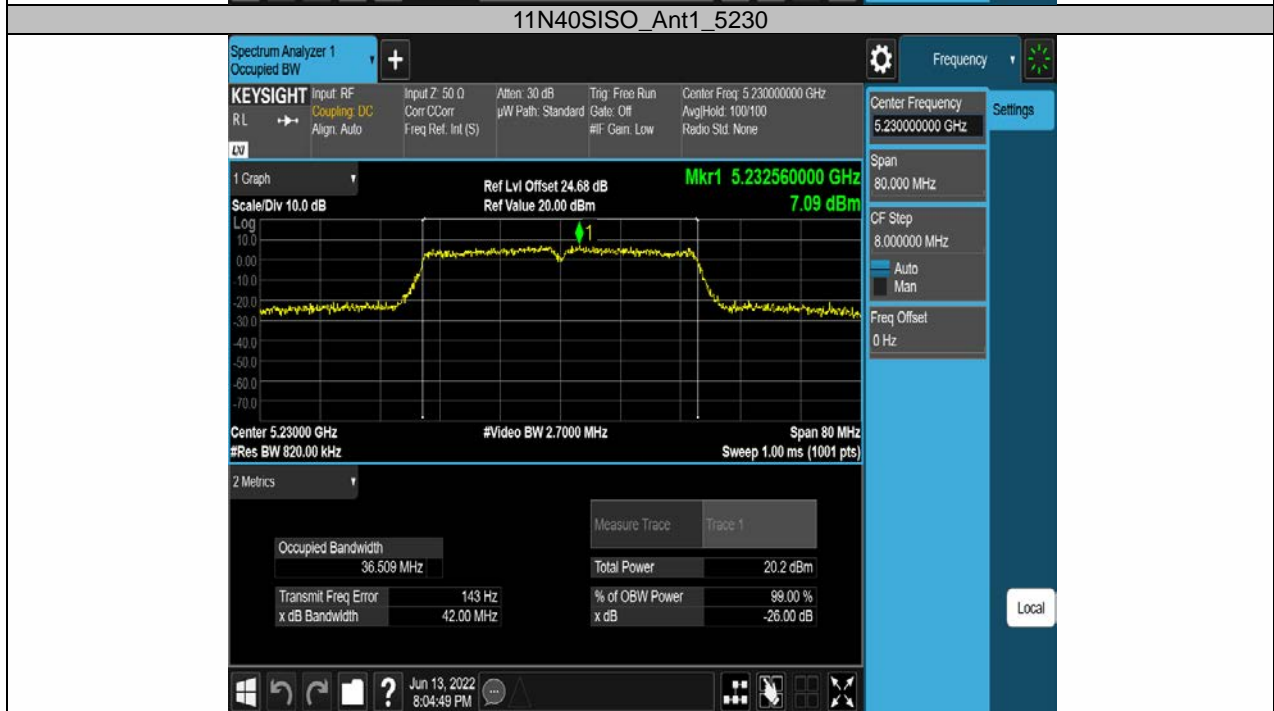 11N40SISO_Ant1_5230
Spectrum Analyzer 1
Occupied BW
+
Frequency
KEYSIGHT
RL
LXI
Input: RF
Coupling: DC
Align: Auto
Input Z: 50 Ω
Corr CCorr
Freq Ref: Int (S)
Atten: 30 dB
µW Path: Standard
Trig: Free Run
Gate: Off
#IF Gain: Low
Center Freq: 5.230000000 GHz
Avg|Hold: 100/100
Radio Std: None
Center Frequency
5.230000000 GHz
Settings
Span
80.000 MHz
CF Step
8.000000 MHz
Auto
Man
Freq Offset
0 Hz
Local
1 Graph
Scale/Div 10.0 dB
Ref Lvl Offset 24.68 dB
Ref Value 20.00 dBm
Mkr1 5.232560000 GHz
7.09 dBm
Log
10.0
0.00
-10.0
-20.0
-30.0
-40.0
-50.0
-60.0
-70.0
1
Center 5.23000 GHz
#Video BW 2.7000 MHz
Span 80 MHz
#Res BW 820.00 kHz
Sweep 1.00 ms (1001 pts)
2 Metrics
Measure Trace
Trace 1
Occupied Bandwidth
36.509 MHz
Total Power
20.2 dBm
Transmit Freq Error
143 Hz
% of OBW Power
99.00 %
x dB Bandwidth
42.00 MHz
x dB
-26.00 dB
?
Jun 13, 2022
8:04:49 PM